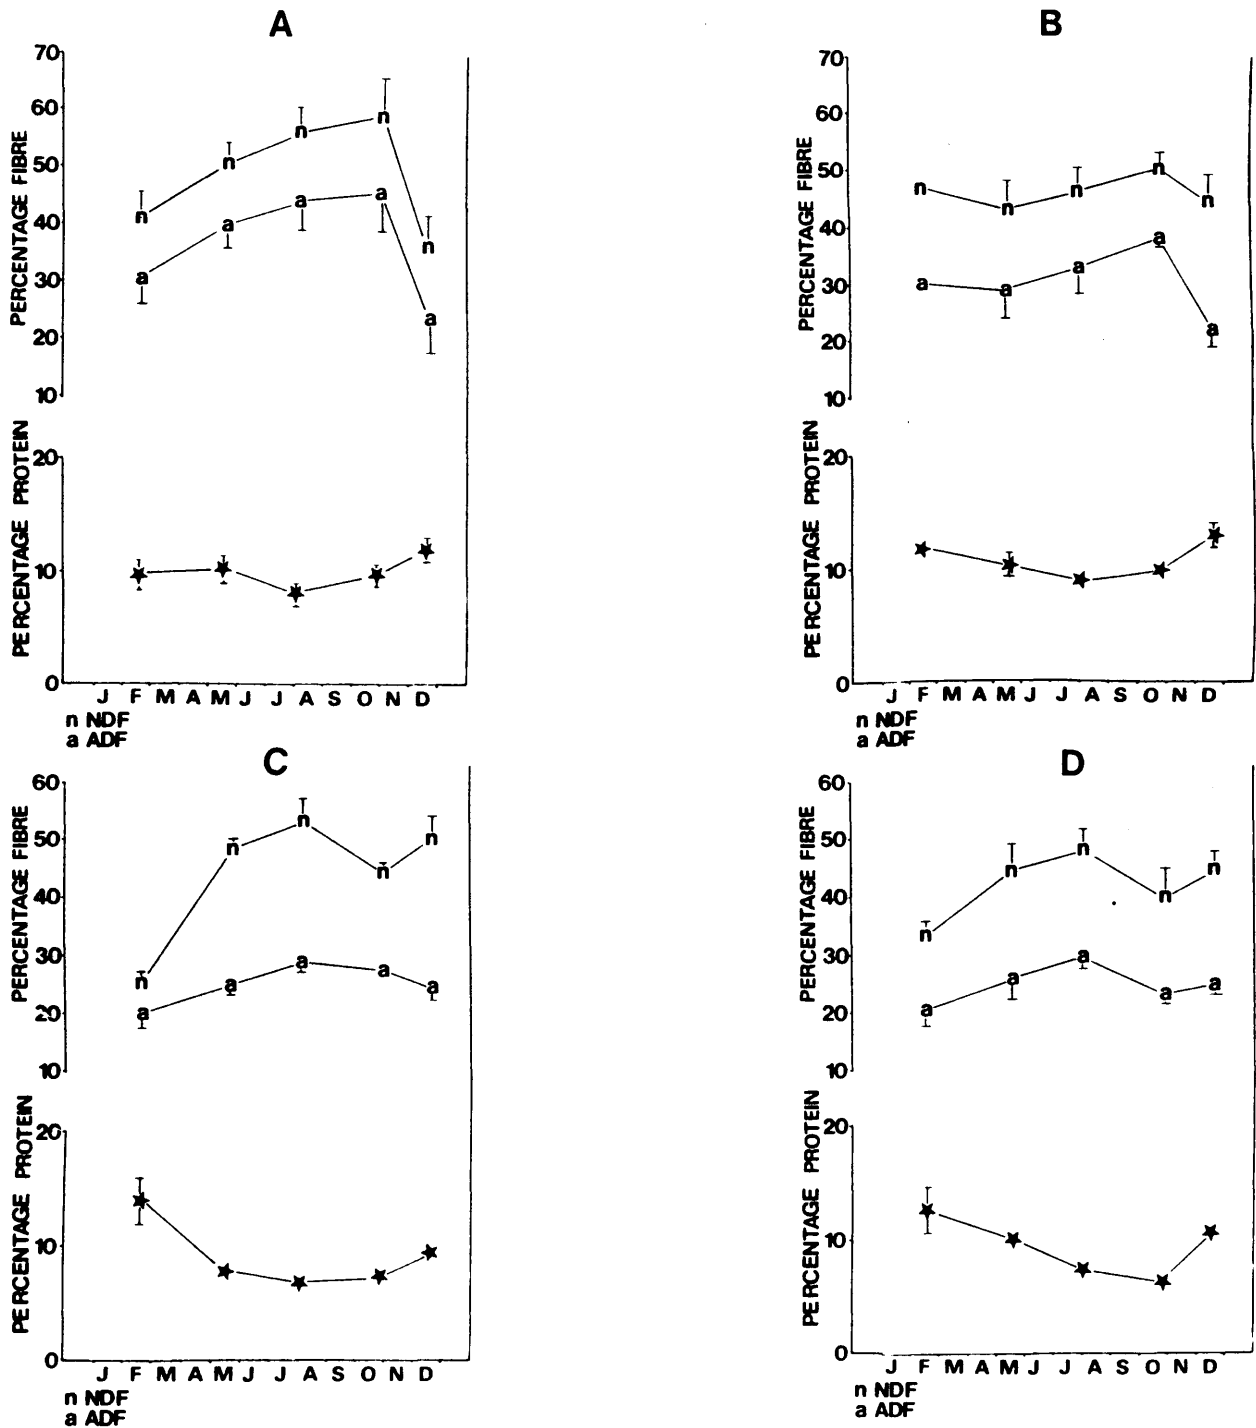 A
PERCENTAGE FIBRE
70
60
50
40
30
20
10
n n n n n
a a a a a
PERCENTAGE PROTEIN
20
10
0
J F M A M J J A S O N D
n NDF
a ADF
B
PERCENTAGE FIBRE
70
60
50
40
30
20
10
n n n n n
a a a a a
PERCENTAGE PROTEIN
20
10
0
J F M A M J J A S O N D
n NDF
a ADF
C
PERCENTAGE FIBRE
60
50
40
30
20
10
n n n n n
a a a a a
PERCENTAGE PROTEIN
20
10
0
J F M A M J J A S O N D
n NDF
a ADF
D
PERCENTAGE FIBRE
60
50
40
30
20
10
n n n n n
a a a a a
PERCENTAGE PROTEIN
20
10
0
J F M A M J J A S O N D
n NDF
a ADF